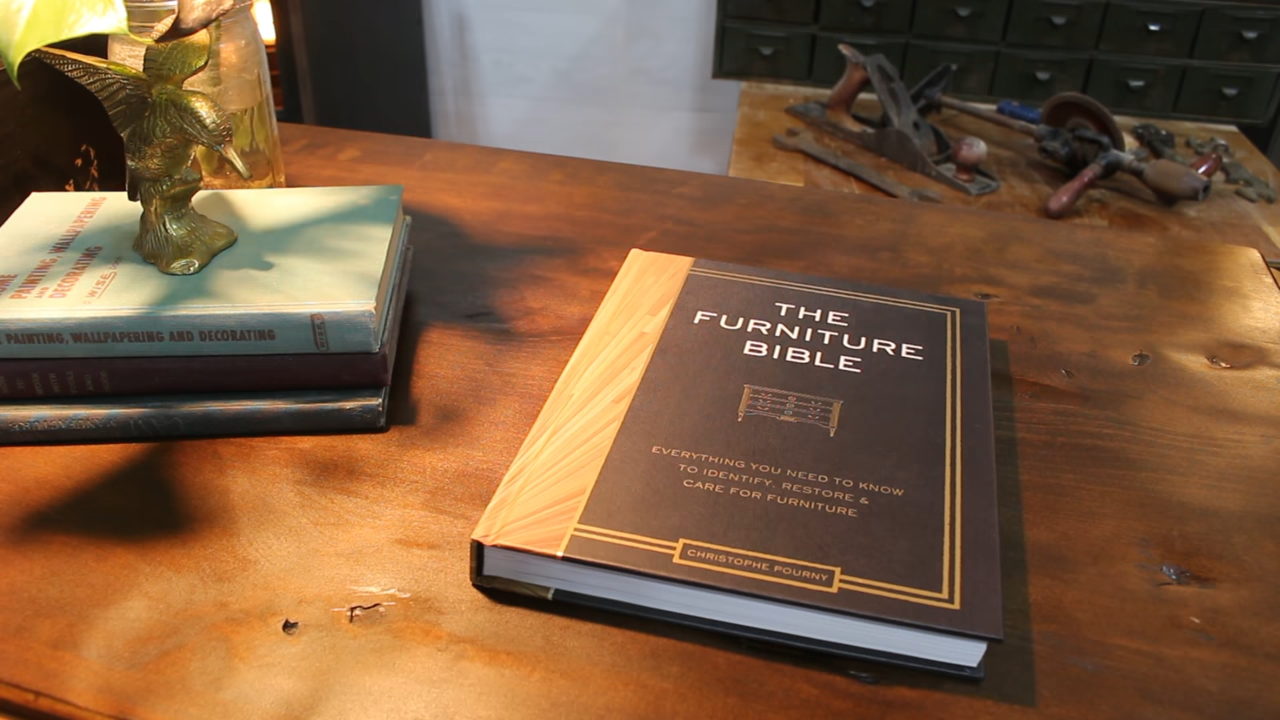 PAINTING, WALLPAPERING
AND
DECORATING
WISE
PAINTING, WALLPAPERING AND DECORATING
THE
FURNITURE
BIBLE
EVERYTHING YOU NEED TO KNOW
TO IDENTIFY, RESTORE &
CARE FOR FURNITURE
CHRISTOPHE POURNY